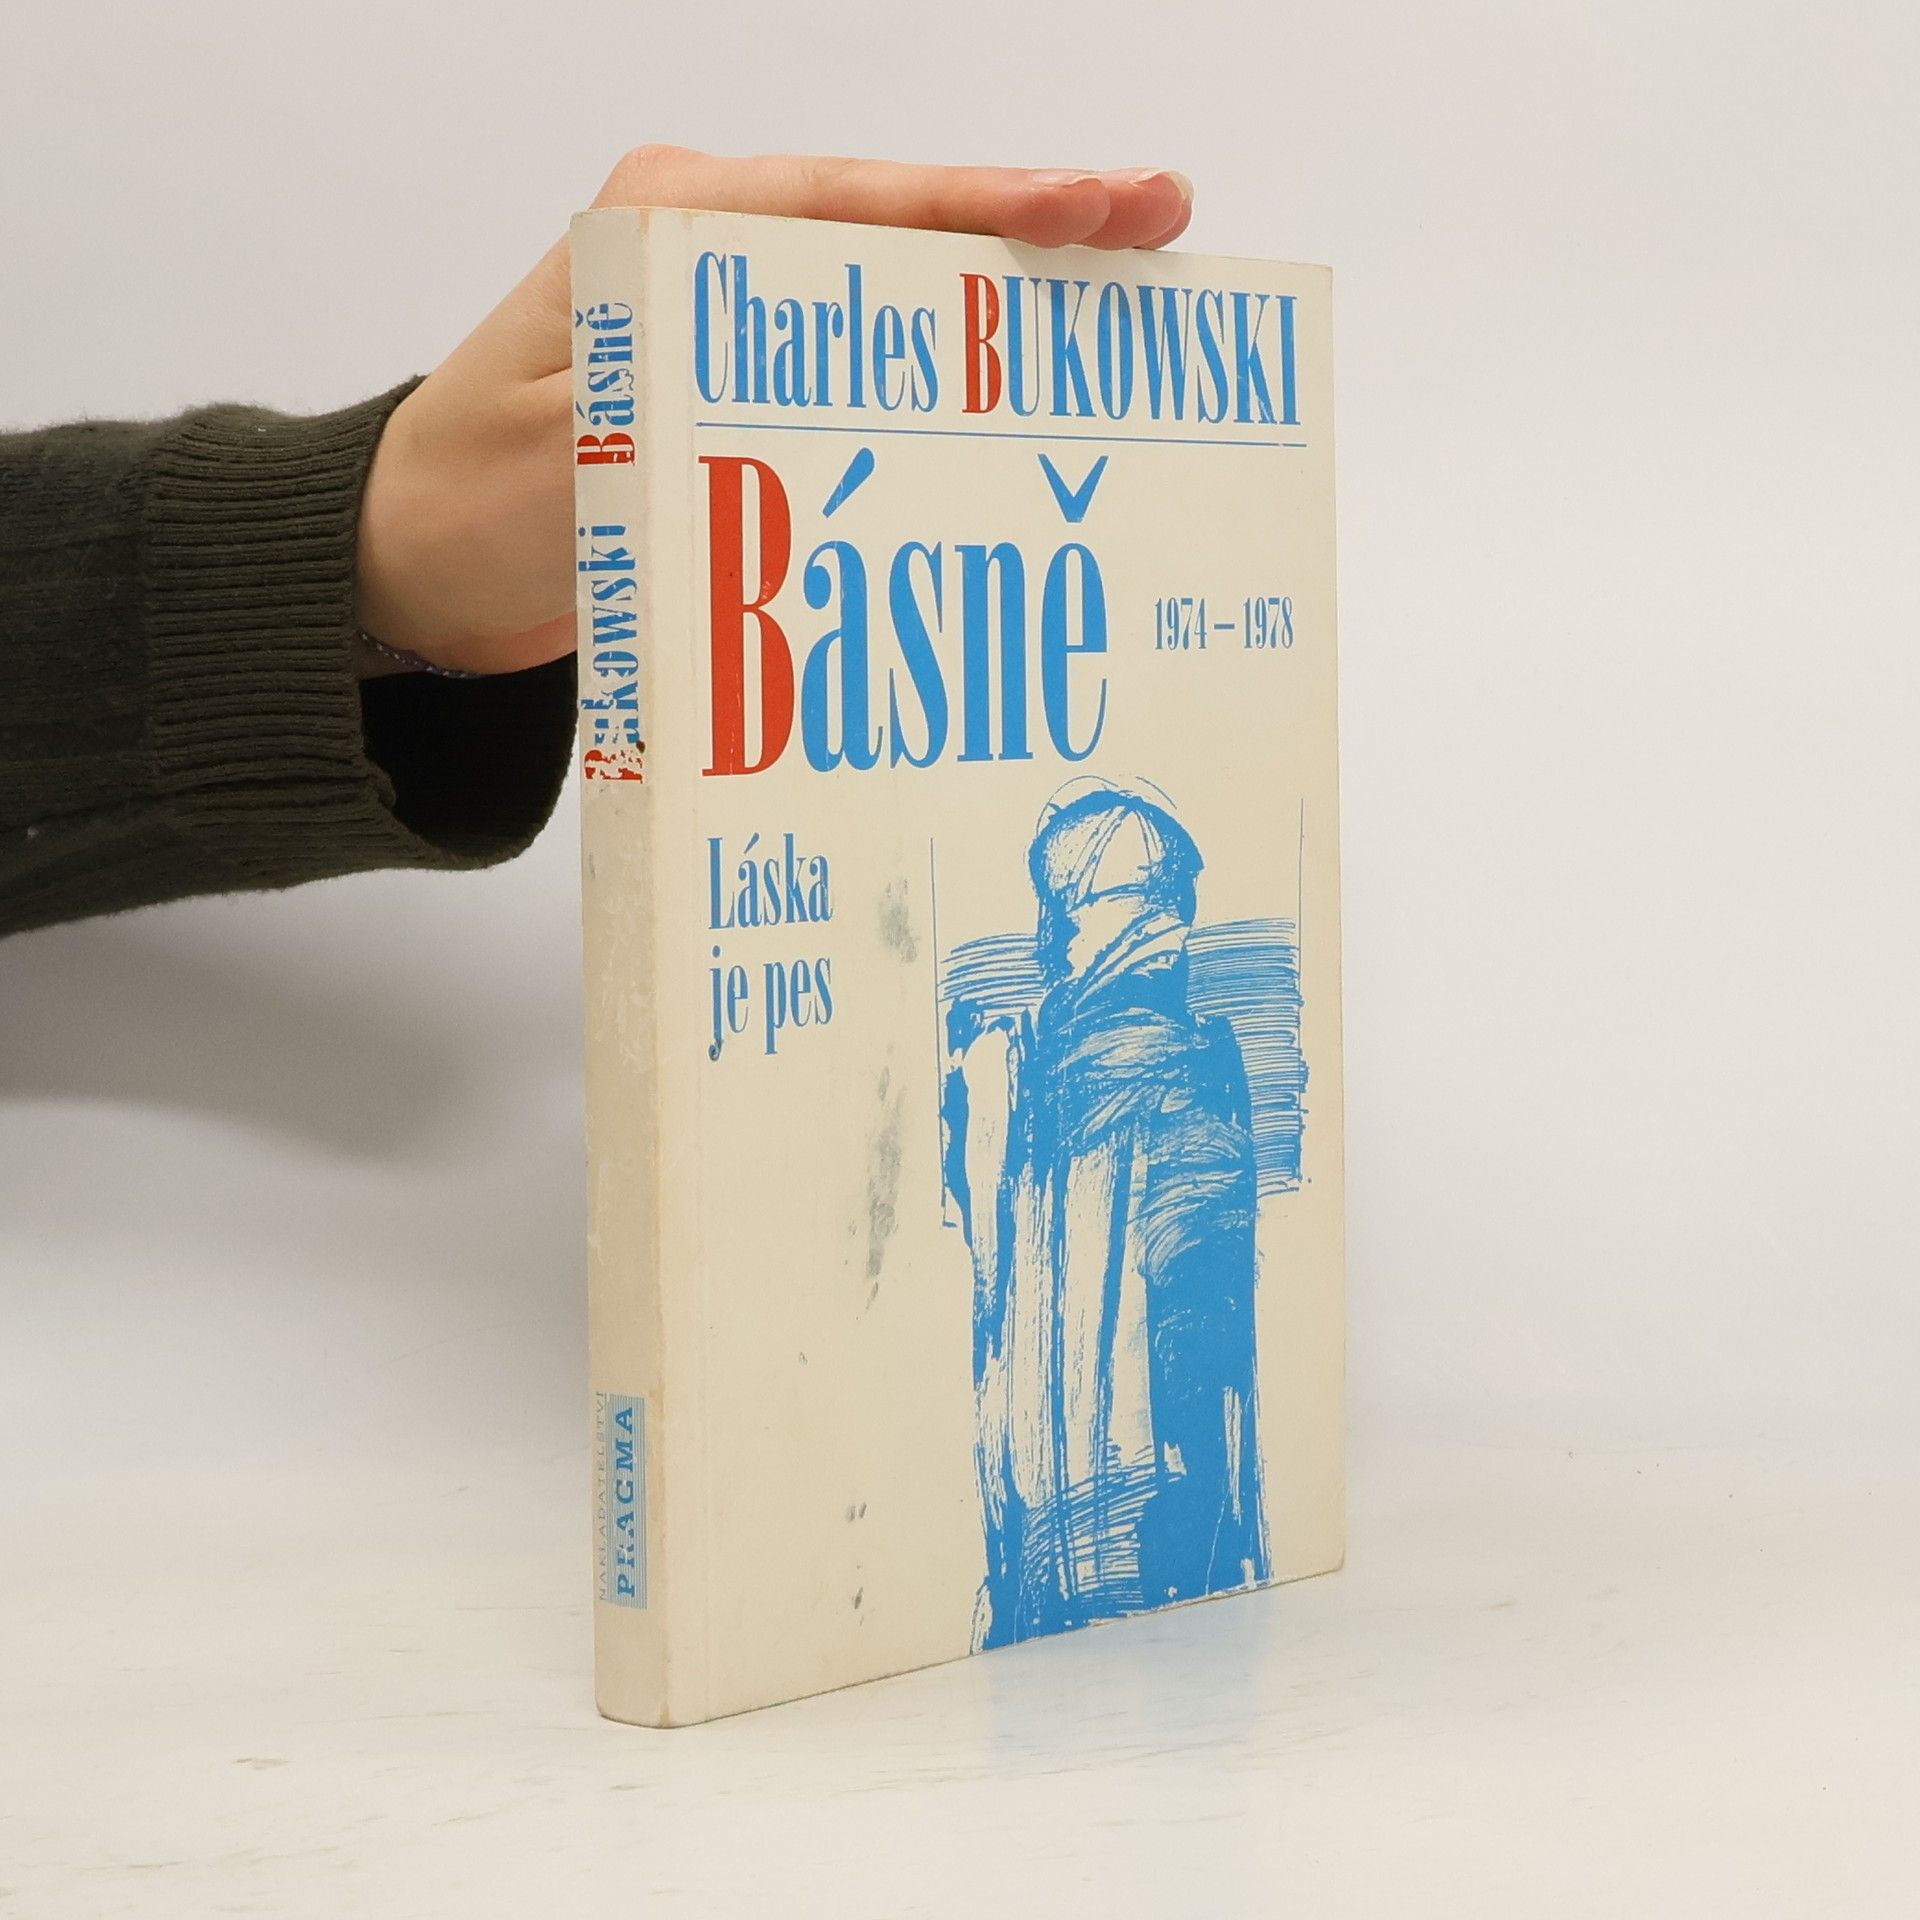 Charles BUKOWSKI
Básně
1974–1978
Láska
je pes
Bukowski Básně
NAKLADATELSTVÍ
PRAGMA